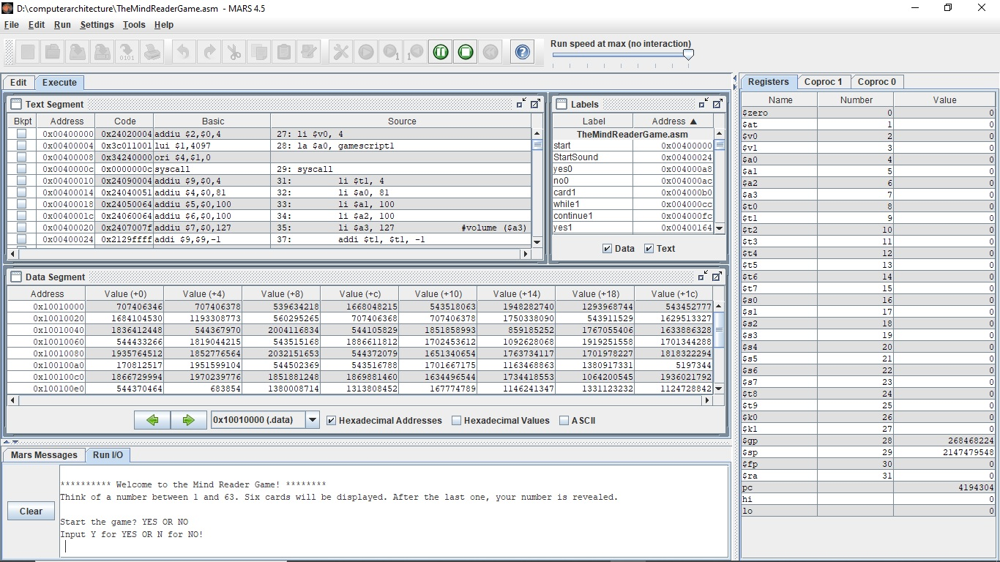 D:\computerarchitecture\TheMindReaderGame.asm - MARS 4.5
File Edit Run Settings Tools Help
Run speed at max (no interaction)
Edit Execute
Text Segment
Bkpt Address Code Basic Source
0x00400000 0x24020004 addiu $2,$0,4 27: li $v0, 4
0x00400004 0x3c011001 lui $1,4097 28: la $a0, gamescript1
0x00400008 0x34240000 ori $4,$1,0
0x0040000c 0x0000000c syscall 29: syscall
0x00400010 0x24090004 addiu $9,$0,4 31: li $t1, 4
0x00400014 0x24040051 addiu $4,$0,81 32: li $a0, 81
0x00400018 0x24050064 addiu $5,$0,100 33: li $a1, 100
0x0040001c 0x24060064 addiu $6,$0,100 34: li $a2, 100
0x00400020 0x2407007f addiu $7,$0,127 35: li $a3, 127 #volume ($a3)
0x00400024 0x2129ffff addi $9,$9,-1 37: addi $t1, $t1, -1
Labels
Label Address ▲
TheMindReaderGame.asm
start 0x00400000
StartSound 0x00400024
yes0 0x004000a8
no0 0x004000ac
card1 0x004000b0
while1 0x004000cc
continue1 0x004000fc
yes1 0x00400164
Data Text
Data Segment
Address Value (+0) Value (+4) Value (+8) Value (+c) Value (+10) Value (+14) Value (+18) Value (+1c)
0x10010000 707406346 707406378 539634218 1668048215 543518063 1948282740 1293968744 543452777
0x10010020 1684104530 1193308773 560295265 707406368 707406378 1750338090 543911529 1629513327
0x10010040 1836412448 544367970 2004116834 544105829 1851858993 859185252 1767055406 1633886328
0x10010060 544433266 1819044215 543515168 1886611812 1702453612 1092628068 1919251558 1701344288
0x10010080 1935764512 1852776564 2032151653 544372079 1651340654 1763734117 1701978227 1818322294
0x100100a0 170812517 1951599104 544502369 543516788 1701667175 1163468863 1380917331 5197344
0x100100c0 1866729994 1970239776 1851881248 1869881460 1634496544 1734418553 1064200545 1936021792
0x100100e0 544370464 683854 1380008714 1313808452 167774789 1146241347 1331123232 1124728842
0x10010000 (.data) Hexadecimal Addresses Hexadecimal Values ASCII
Mars Messages Run I/O
Clear
********** Welcome to the Mind Reader Game! ********
Think of a number between 1 and 63. Six cards will be displayed. After the last one, your number is revealed.
Start the game? YES OR NO
Input Y for YES OR N for NO!
Registers Coproc 1 Coproc 0
Name Number Value
$zero 0 0
$at 1 0
$v0 2 0
$v1 3 0
$a0 4 0
$a1 5 0
$a2 6 0
$a3 7 0
$t0 8 0
$t1 9 0
$t2 10 0
$t3 11 0
$t4 12 0
$t5 13 0
$t6 14 0
$t7 15 0
$s0 16 0
$s1 17 0
$s2 18 0
$s3 19 0
$s4 20 0
$s5 21 0
$s6 22 0
$s7 23 0
$t8 24 0
$t9 25 0
$k0 26 0
$k1 27 0
$gp 28 268468224
$sp 29 2147479548
$fp 30 0
$ra 31 0
pc 4194304
hi 0
lo 0